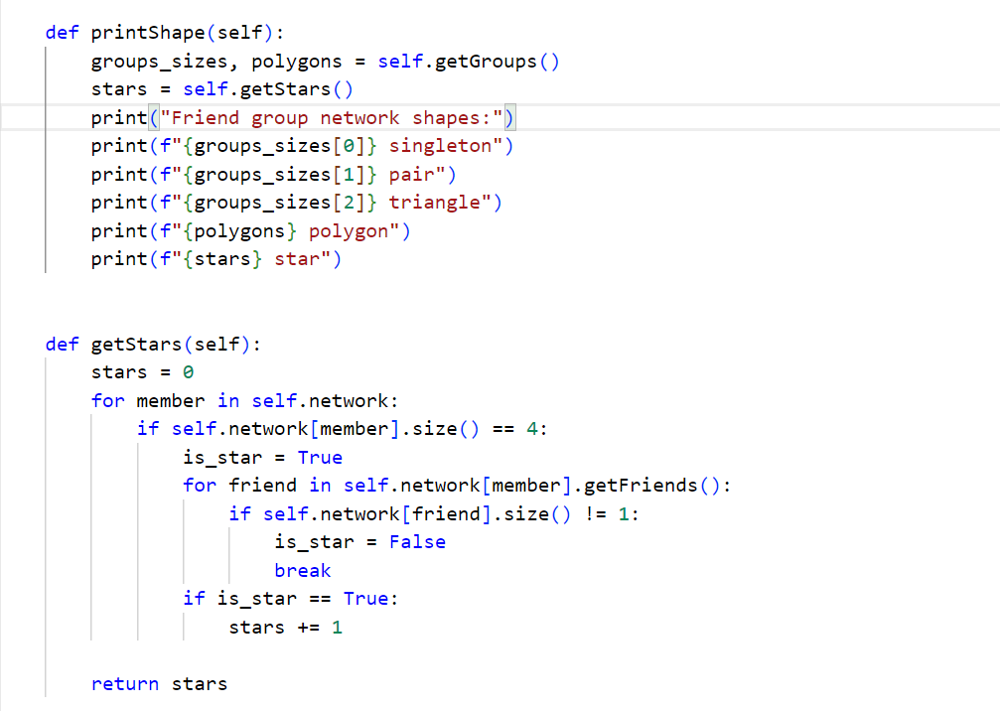 def printShape(self):
    groups_sizes, polygons = self.getGroups()
    stars = self.getStars()
    print("Friend group network shapes:")
    print(f"{groups_sizes[0]} singleton")
    print(f"{groups_sizes[1]} pair")
    print(f"{groups_sizes[2]} triangle")
    print(f"{polygons} polygon")
    print(f"{stars} star")
def getStars(self):
    stars = 0
    for member in self.network:
        if self.network[member].size() == 4:
            is_star = True
            for friend in self.network[member].getFriends():
                if self.network[friend].size() != 1:
                    is_star = False
                    break
            if is_star == True:
                stars += 1
    return stars